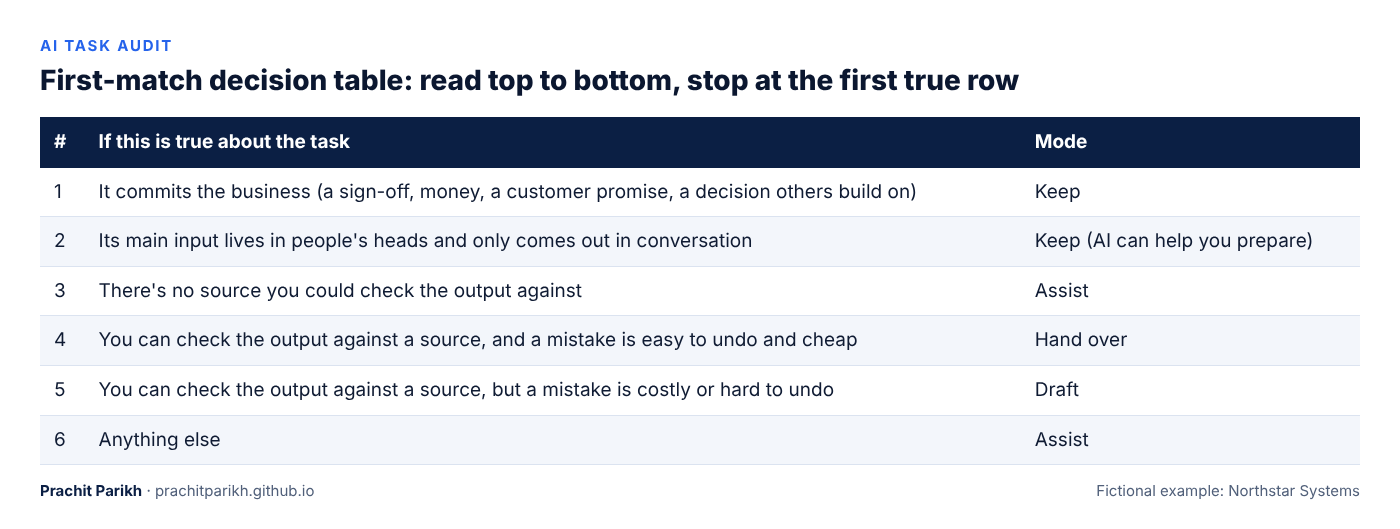 AI TASK AUDIT
First-match decision table: read top to bottom, stop at the first true row
# If this is true about the task Mode
1 It commits the business (a sign-off, money, a customer promise, a decision others build on) Keep
2 Its main input lives in people's heads and only comes out in conversation Keep (AI can help you prepare)
3 There's no source you could check the output against Assist
4 You can check the output against a source, and a mistake is easy to undo and cheap Hand over
5 You can check the output against a source, but a mistake is costly or hard to undo Draft
6 Anything else Assist
Prachit Parikh · prachitparikh.github.io Fictional example: Northstar Systems